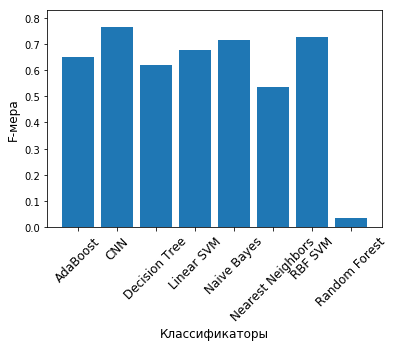 0.8
0.7
0.6
0.5
0.4
0.3
0.2
0.1
0.0
F-мера
AdaBoost
CNN
Decision Tree
Linear SVM
Naive Bayes
Nearest Neighbors
RBF SVM
Random Forest
Классификаторы